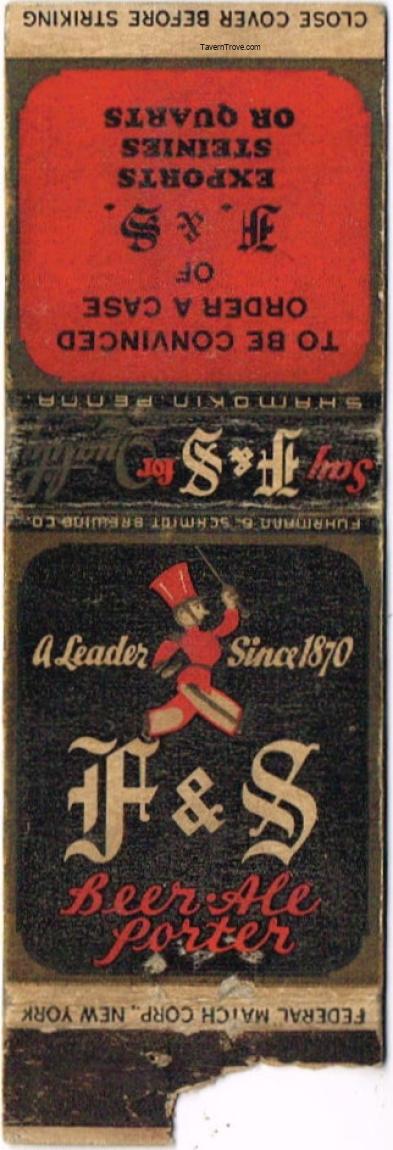 CLOSE COVER BEFORE STRIKING
TavernTrove.com
TO BE CONVINCED
ORDER A CASE
OF
F. & S.
EXPORTS
STEINIES
OR QUARTS
SHAMOKIN, PENNA.
Say F&S for Quality
FUHRMANN & SCHMIDT BREWING CO.
A Leader Since 1870
F & S
Beer-Ale
Porter
FEDERAL MATCH CORP., NEW YORK